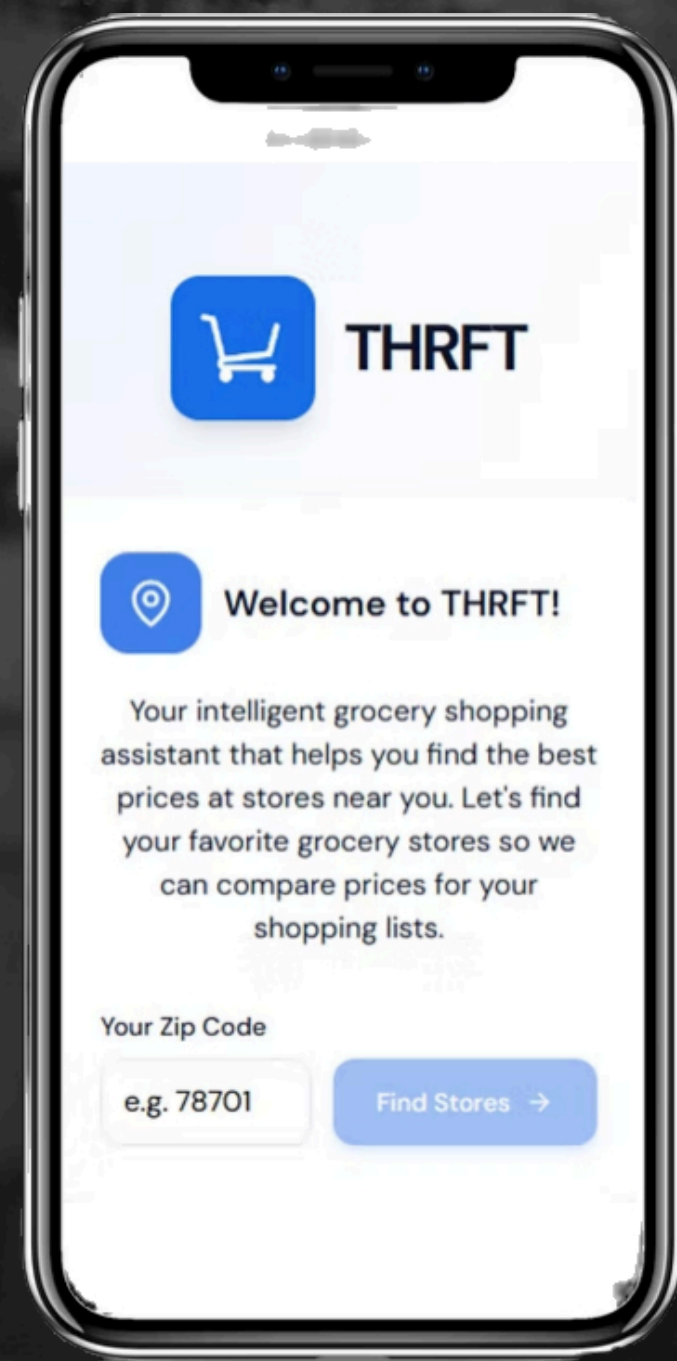 THRFT
Welcome to THRFT!
Your intelligent grocery shopping
assistant that helps you find the best
prices at stores near you. Let's find
your favorite grocery stores so we
can compare prices for your
shopping lists.
Your Zip Code
e.g. 78701
Find Stores →